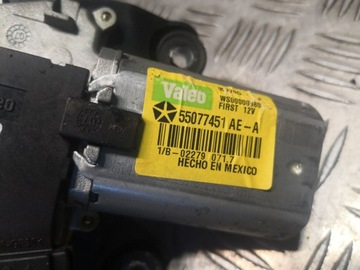 Valeo
FIRST 12V
55077451 AE-A
1/B-02279 071.7
HECHO EN MEXICO